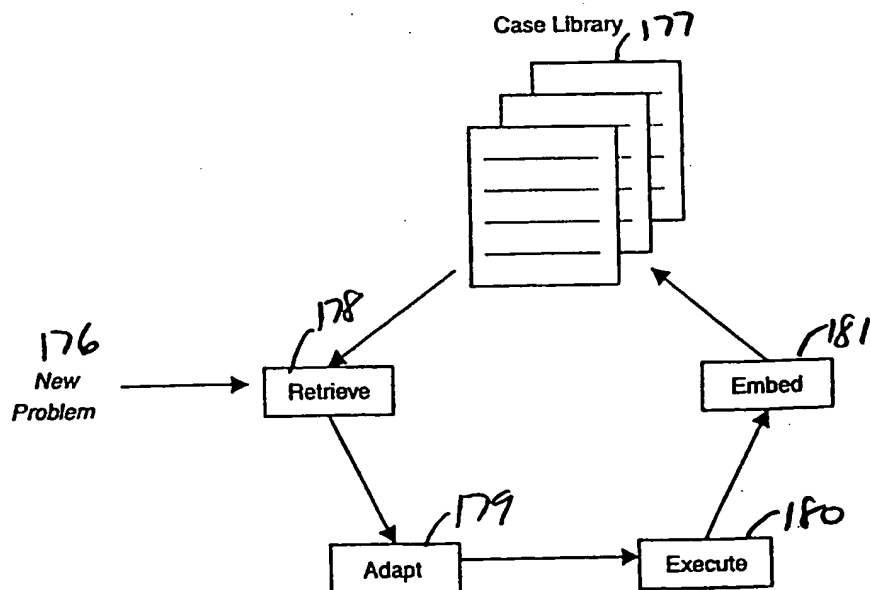 Case Library 177
178
176
New
Problem
Retrieve
181
Embed
179
Adapt
180
Execute